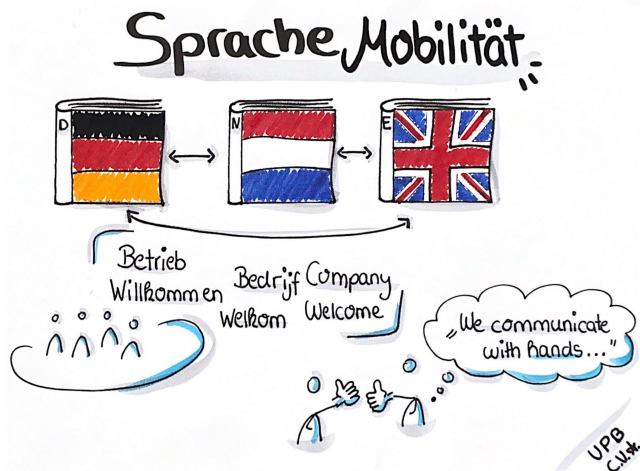 Sprache Mobilität
D N E
Betrieb Bedrijf Company
Willkommen Welkom Welcome
„We communicate
with hands..."
UPB